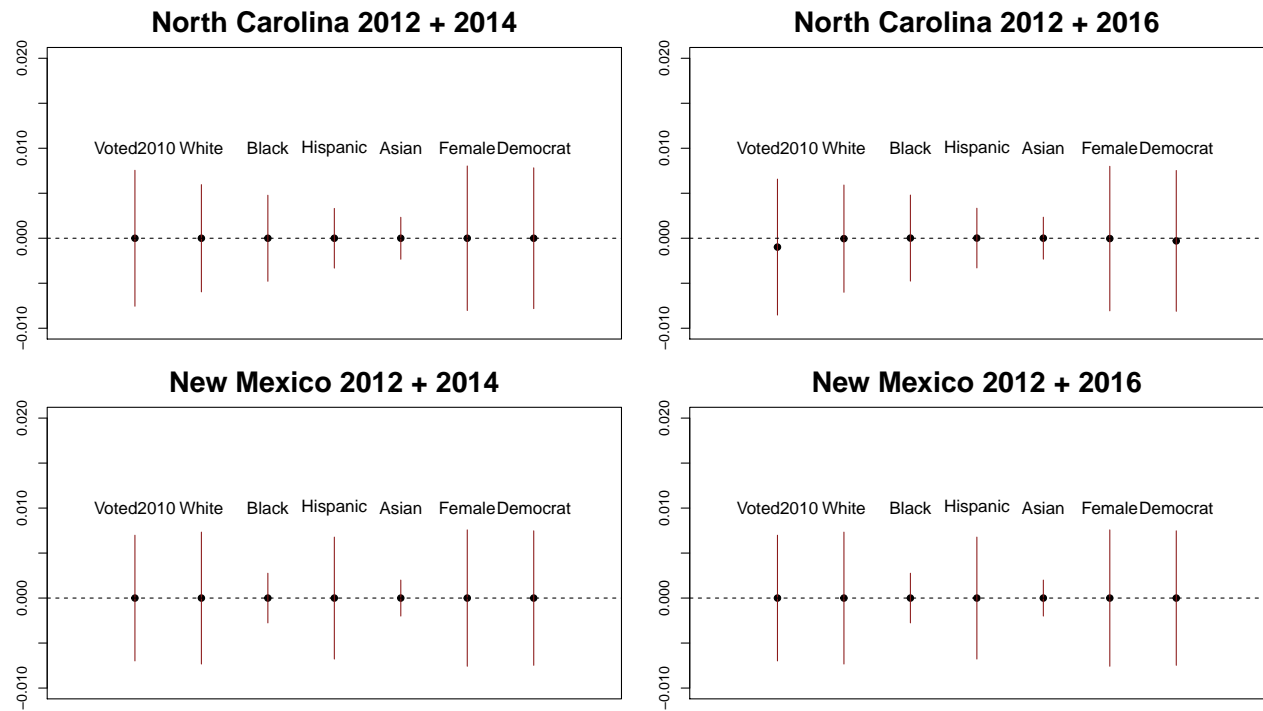 North Carolina 2012 + 2014
0.020
0.010
0.000
−0.010
Voted2010 White Black Hispanic Asian Female Democrat
North Carolina 2012 + 2016
0.020
0.010
0.000
−0.010
Voted2010 White Black Hispanic Asian Female Democrat
New Mexico 2012 + 2014
0.020
0.010
0.000
−0.010
Voted2010 White Black Hispanic Asian Female Democrat
New Mexico 2012 + 2016
0.020
0.010
0.000
−0.010
Voted2010 White Black Hispanic Asian Female Democrat